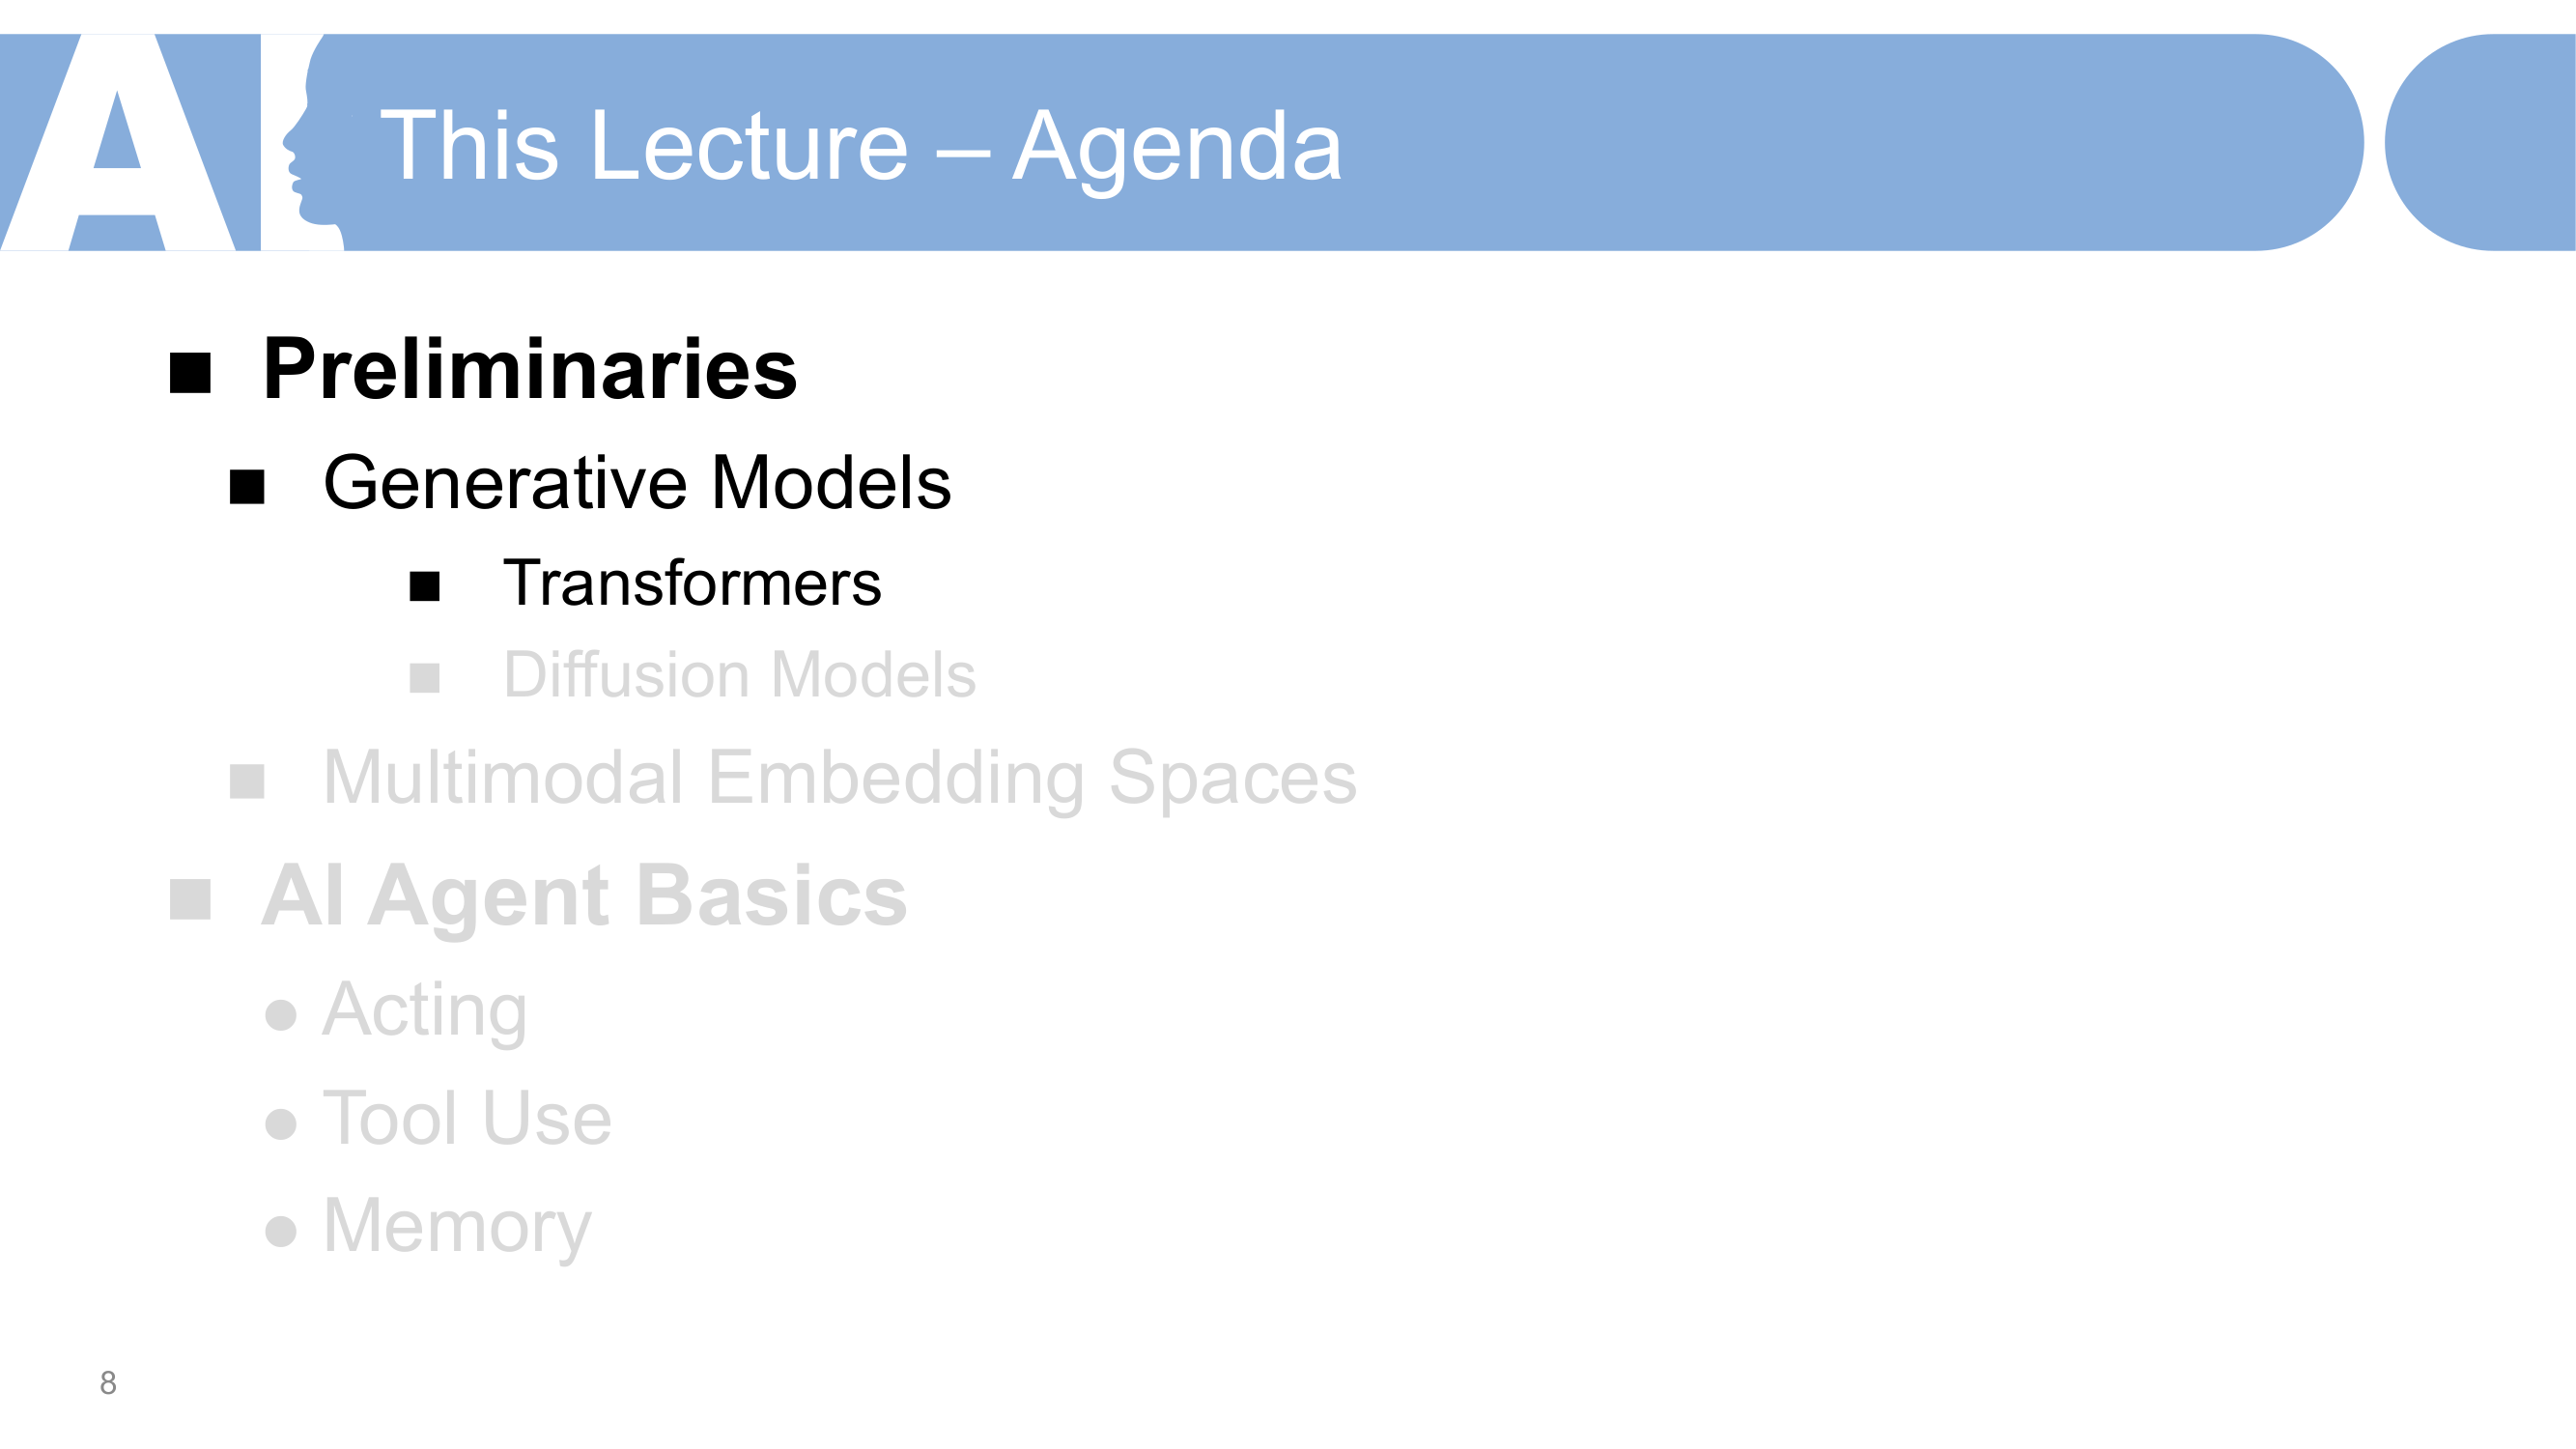 AI
This Lecture – Agenda
Preliminaries
Generative Models
Transformers
Diffusion Models
Multimodal Embedding Spaces
AI Agent Basics
Acting
Tool Use
Memory
8